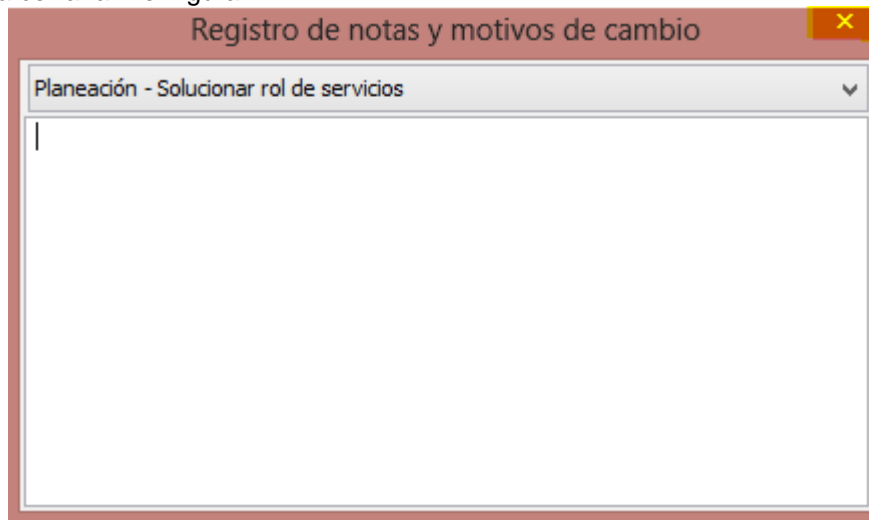 Registro de notas y motivos de cambio
Planeación - Solucionar rol de servicios